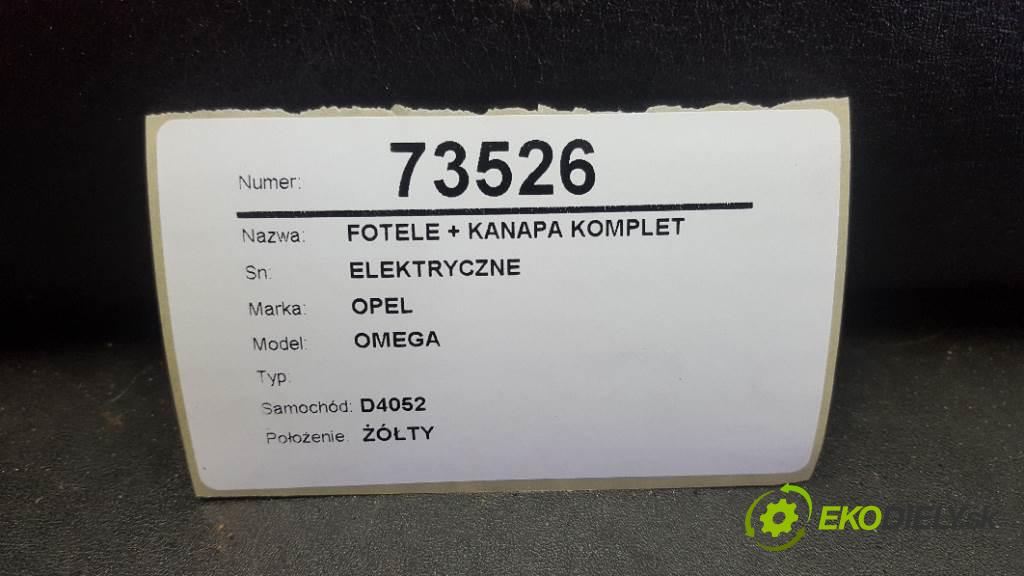 Numer: 73526
Nazwa: FOTELE + KANAPA KOMPLET
Sn: ELEKTRYCZNE
Marka: OPEL
Model: OMEGA
Typ:
Samochód: D4052
Położenie: ŻÓŁTY
EKODIELY.SK